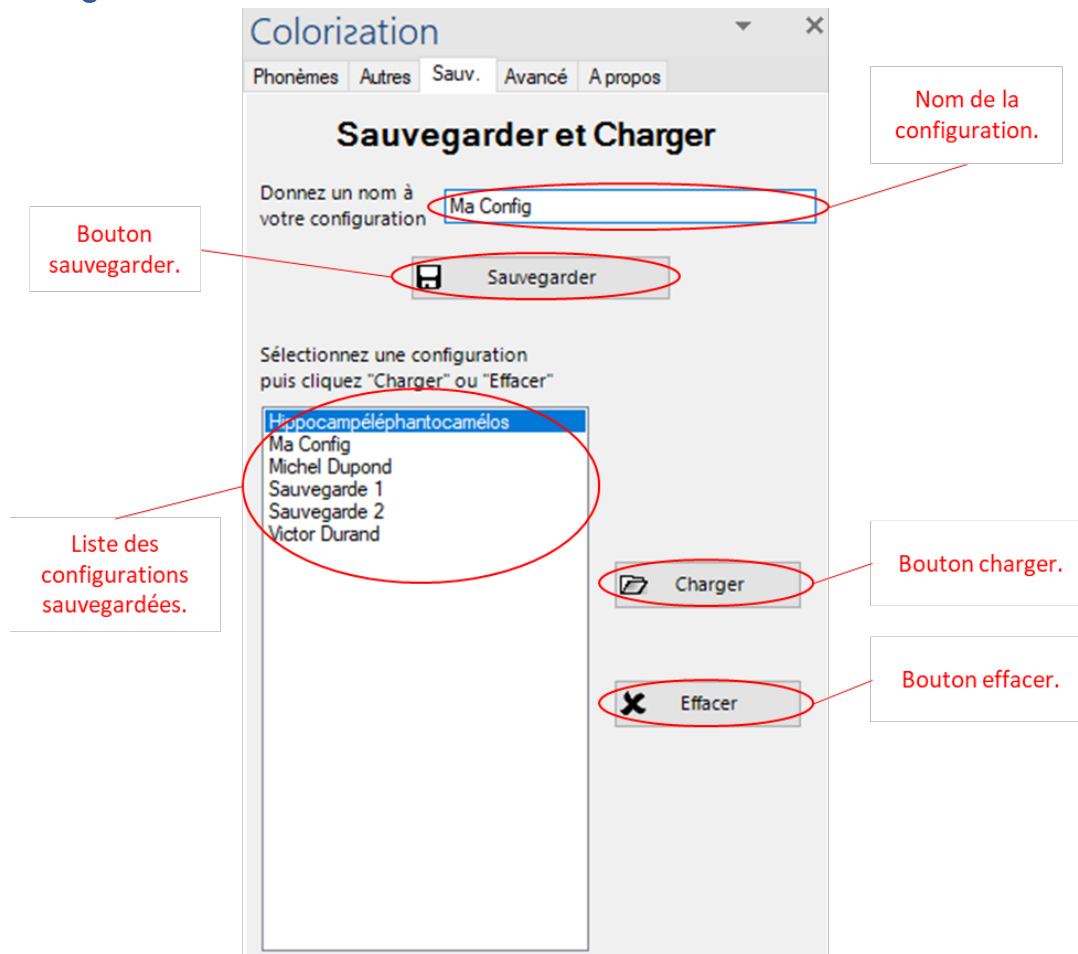 Colorization
Phonèmes Autres Sauv. Avancé A propos
Nom de la
configuration.
Sauvegarder et Charger
Donnez un nom à
votre configuration
Ma Config
Bouton
sauvegarder.
Sauvegarder
Sélectionnez une configuration
puis cliquez "Charger" ou "Effacer"
Hippocampéléphantocamélos
Ma Config
Michel Dupond
Sauvegarde 1
Sauvegarde 2
Victor Durand
Liste des
configurations
sauvegardées.
Charger
Bouton charger.
Effacer
Bouton effacer.